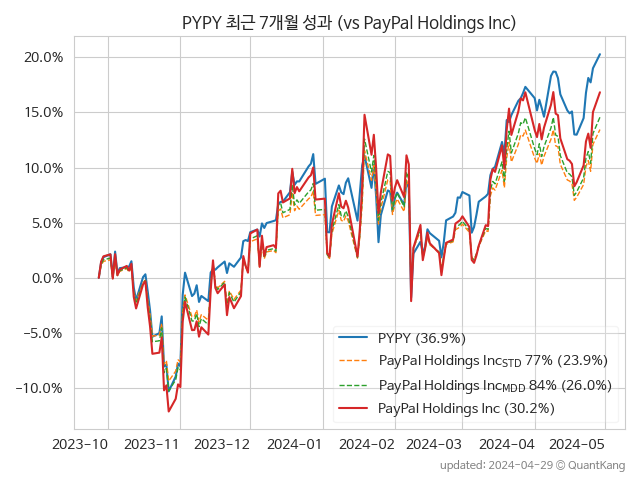 PYPY 최근 7개월 성과 (vs PayPal Holdings Inc)
20.0%
15.0%
10.0%
5.0%
0.0%
−5.0%
−10.0%
PYPY (36.9%)
PayPal Holdings IncSTD 77% (23.9%)
PayPal Holdings IncMDD 84% (26.0%)
PayPal Holdings Inc (30.2%)
2023-10 2023-11 2023-12 2024-01 2024-02 2024-03 2024-04 2024-05
updated: 2024-04-29 © QuantKang